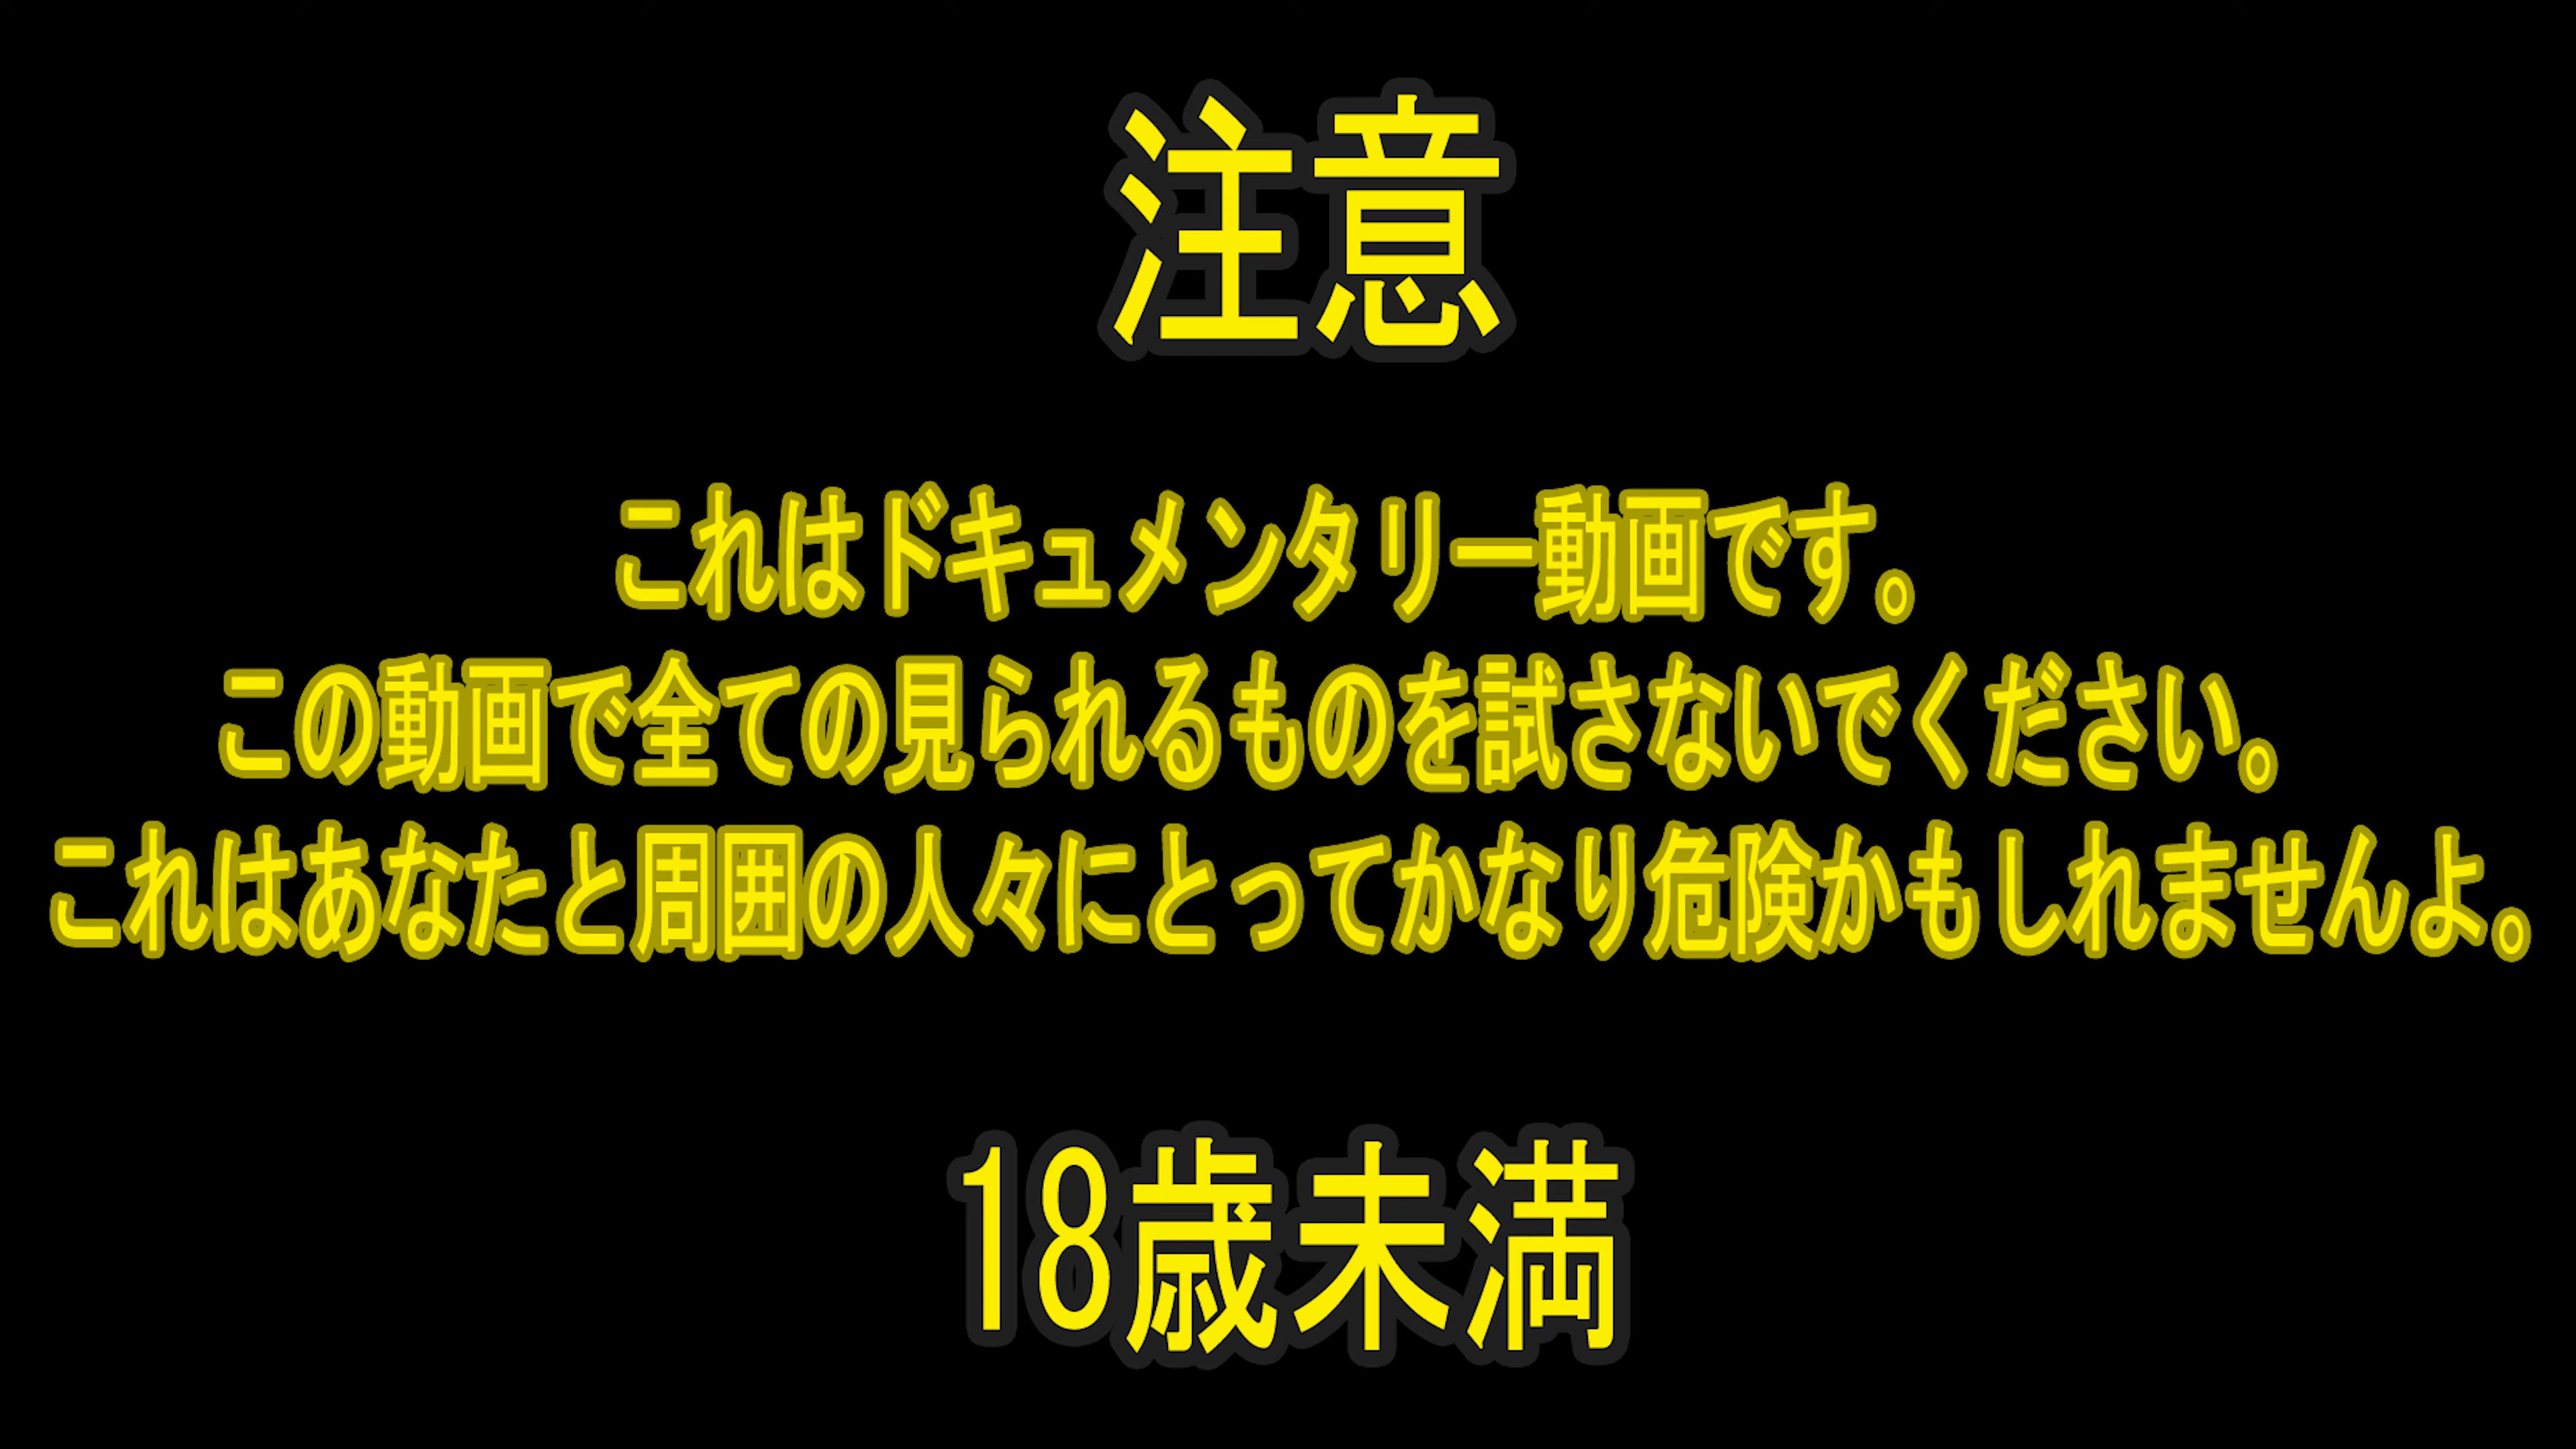 注意
これはドキュメンタリー動画です。
この動画で全ての見られるものを試さないでください。
これはあなたと周囲の人々にとってかなり危険かもしれませんよ。
18歳未満